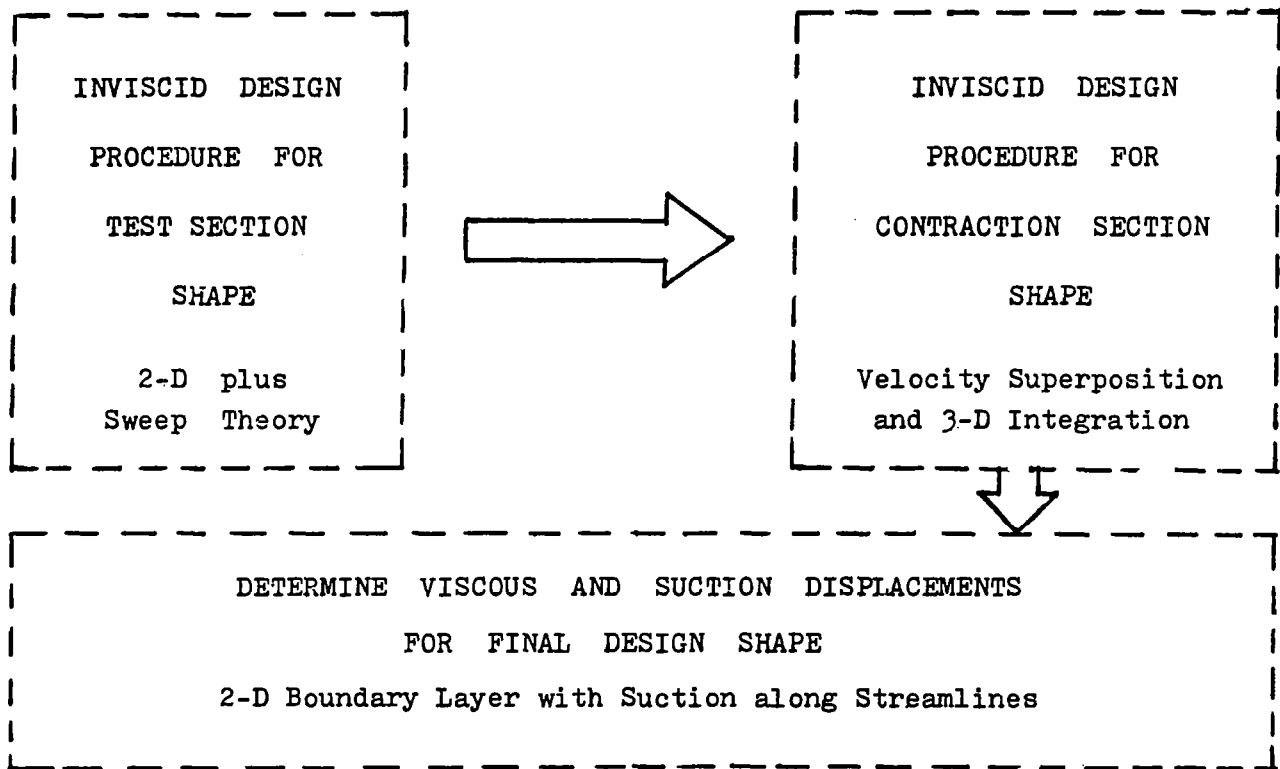 INVISCID DESIGN
PROCEDURE FOR
TEST SECTION
SHAPE
2-D plus
Sweep Theory
INVISCID DESIGN
PROCEDURE FOR
CONTRACTION SECTION
SHAPE
Velocity Superposition
and 3-D Integration
DETERMINE VISCOUS AND SUCTION DISPLACEMENTS
FOR FINAL DESIGN SHAPE
2-D Boundary Layer with Suction along Streamlines